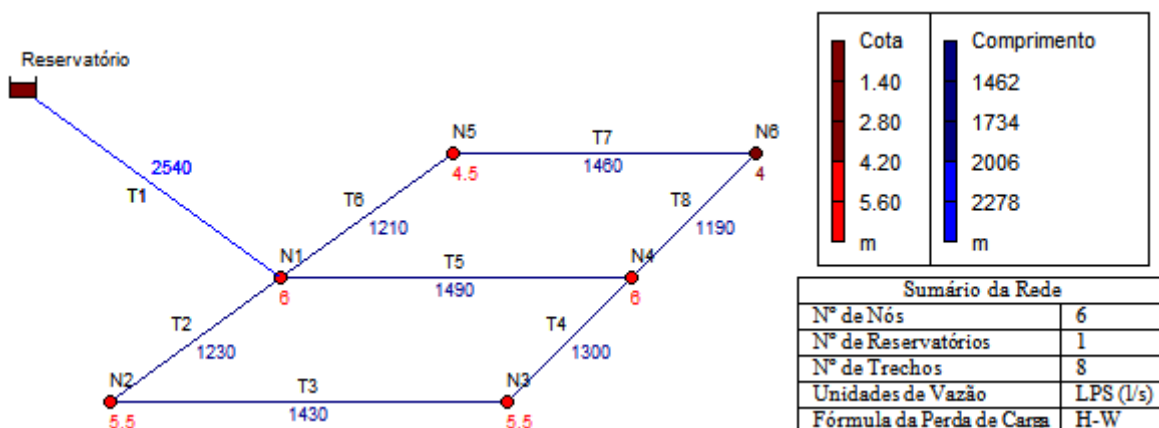 Reservatório
2540
T1
N5
T7
N6
1460
4.5
4
T6
1210
T8
1190
N1
T5
N4
1490
6
6
T2
1230
T4
1300
N2
T3
N3
1430
5.5
5.5
Cota
1.40
2.80
4.20
5.60
m
Comprimento
1462
1734
2006
2278
m
Sumário da Rede
Nº de Nós 6
Nº de Reservatórios 1
Nº de Trechos 8
Unidades de Vazão LPS (l/s)
Fórmula da Perda de Carga H-W